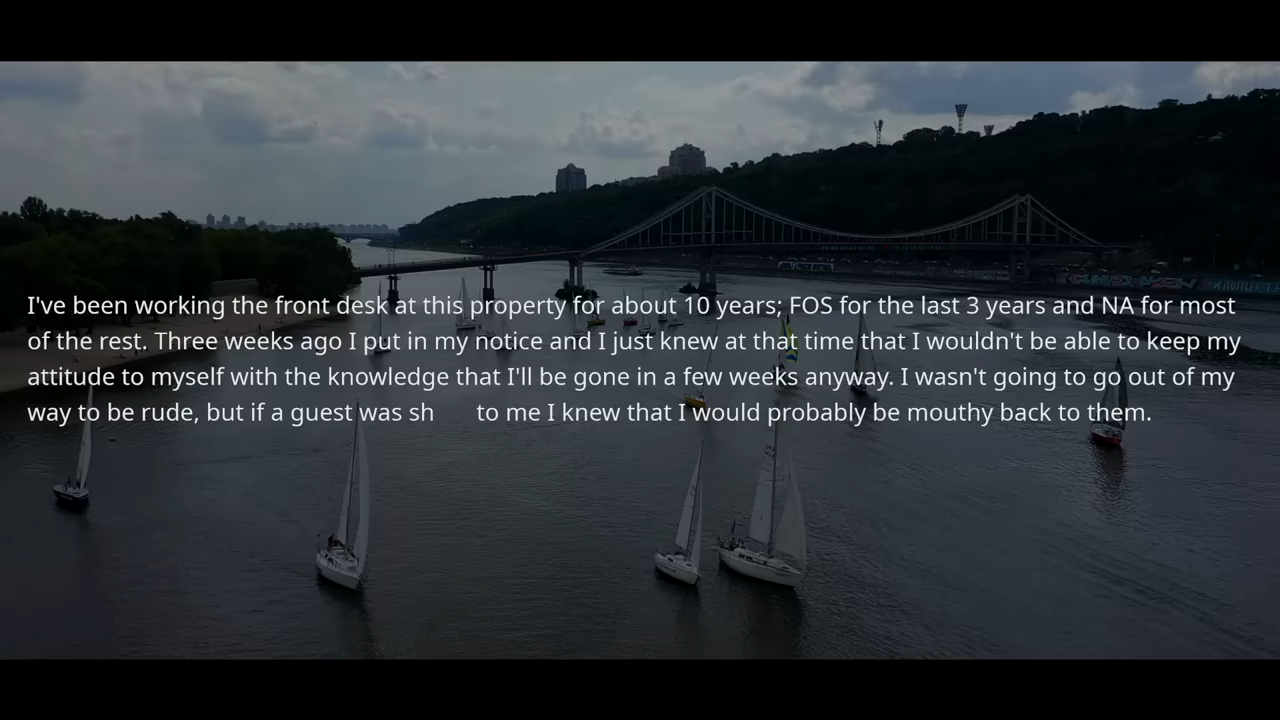 I've been working the front desk at this property for about 10 years; FOS for the last 3 years and NA for most
of the rest. Three weeks ago I put in my notice and I just knew at that time that I wouldn't be able to keep my
attitude to myself with the knowledge that I'll be gone in a few weeks anyway. I wasn't going to go out of my
way to be rude, but if a guest was sh to me I knew that I would probably be mouthy back to them.